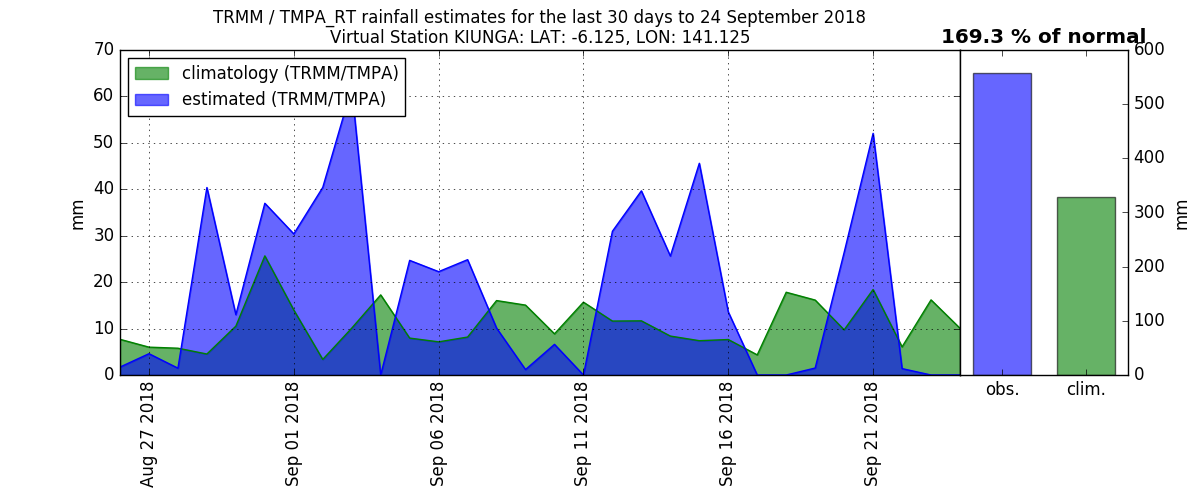 TRMM / TMPA_RT rainfall estimates for the last 30 days to 24 September 2018
Virtual Station KIUNGA: LAT: -6.125, LON: 141.125
169.3 % of normal
climatology (TRMM/TMPA)
estimated (TRMM/TMPA)
70
60
50
40
30
20
10
0
mm
Aug 27 2018
Sep 01 2018
Sep 06 2018
Sep 11 2018
Sep 16 2018
Sep 21 2018
600
500
400
300
200
100
0
mm
obs.
clim.